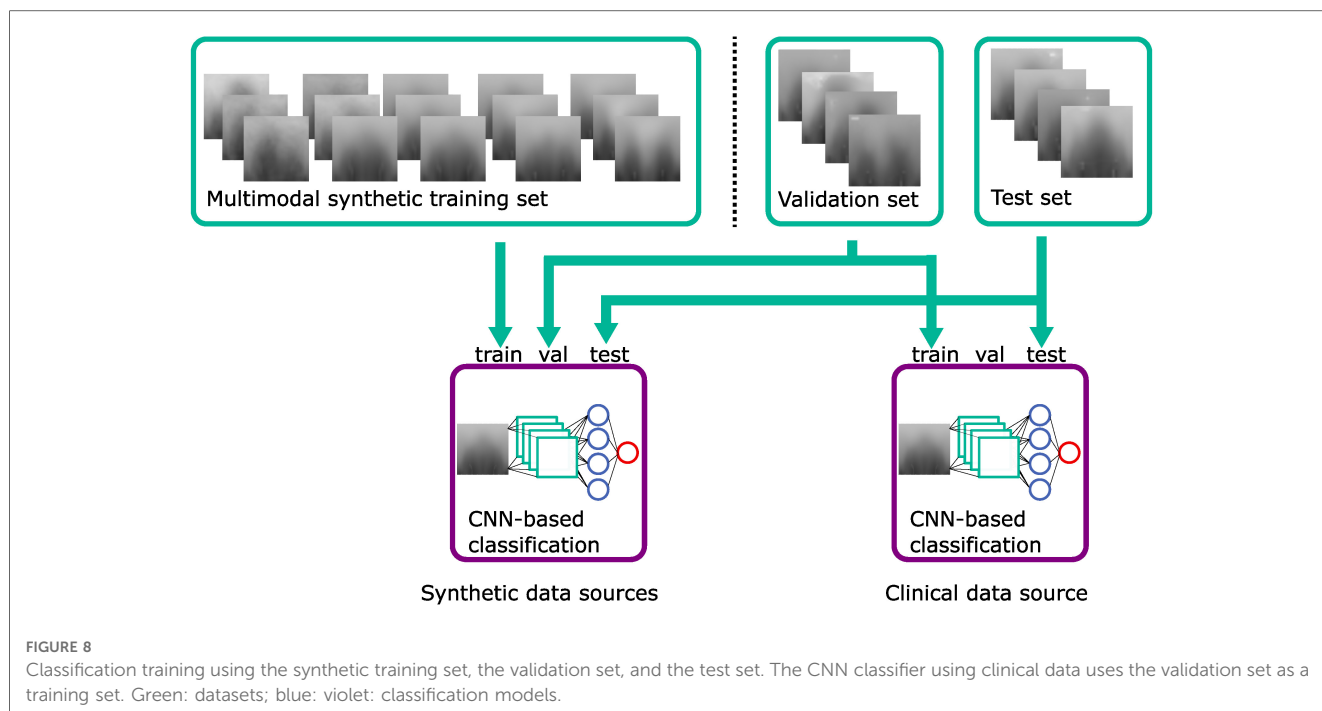 Multimodal synthetic training set
Validation set
Test set
train val test
train val test
CNN-based
classification
CNN-based
classification
Synthetic data sources
Clinical data source
FIGURE 8
Classification training using the synthetic training set, the validation set, and the test set. The CNN classifier using clinical data uses the validation set as a
training set. Green: datasets; blue: violet: classification models.